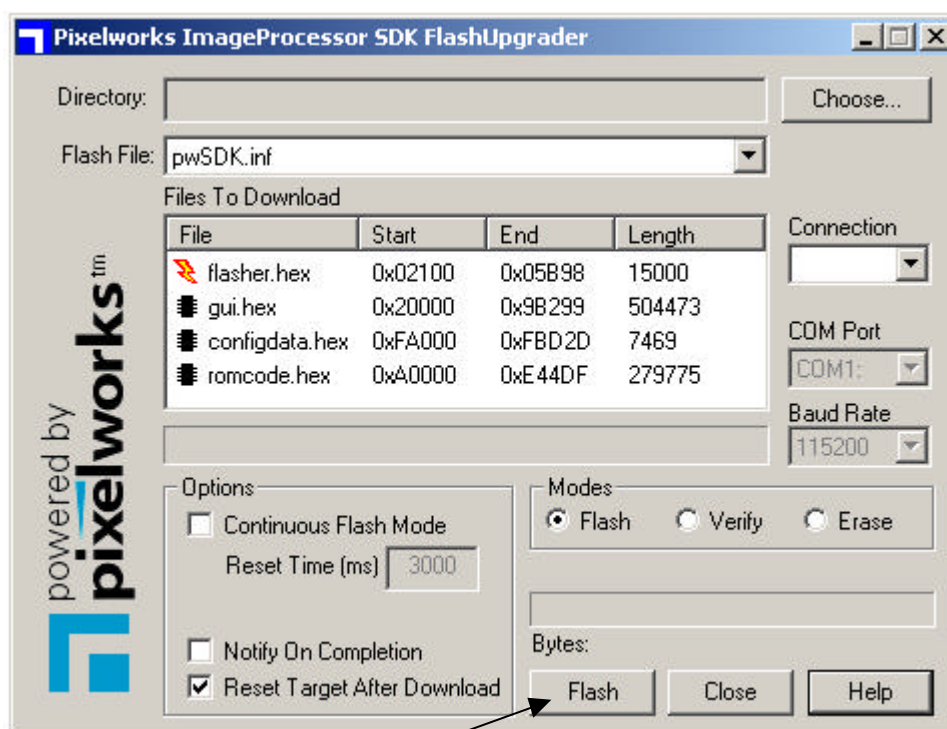 Pixelworks ImageProcessor SDK FlashUpgrader
Directory:
Choose...
Flash File:
pwSDK.inf
Files To Download
File Start End Length
flasher.hex 0x02100 0x05B98 15000
gui.hex 0x20000 0x9B299 504473
configdata.hex 0xFA000 0xFBD2D 7469
romcode.hex 0xA0000 0xE44DF 279775
Connection
COM Port
COM1:
Baud Rate
115200
powered by
pixelworks™
Options
Continuous Flash Mode
Reset Time (ms) 3000
Notify On Completion
Reset Target After Download
Modes
Flash Verify Erase
Bytes:
Flash Close Help